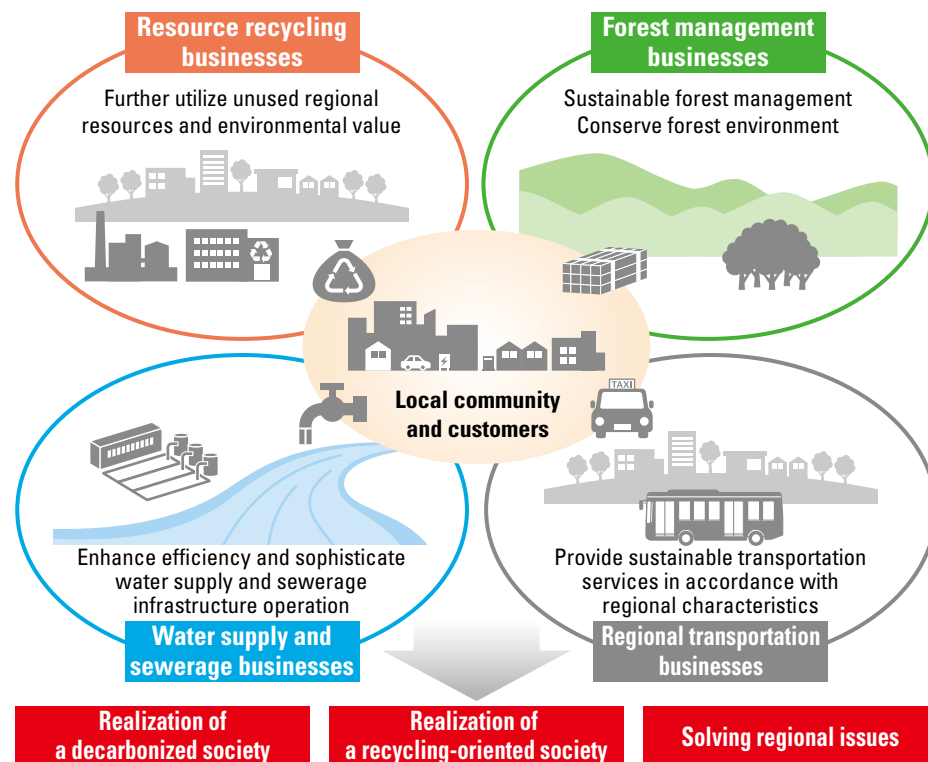 Resource recycling
businesses
Further utilize unused regional
resources and environmental value
Forest management
businesses
Sustainable forest management
Conserve forest environment
Local community
and customers
TAXI
Enhance efficiency and sophisticate
water supply and sewerage
infrastructure operation
Water supply and
sewerage businesses
Provide sustainable transportation
services in accordance with
regional characteristics
Regional transportation
businesses
Realization of
a decarbonized society
Realization of
a recycling-oriented society
Solving regional issues